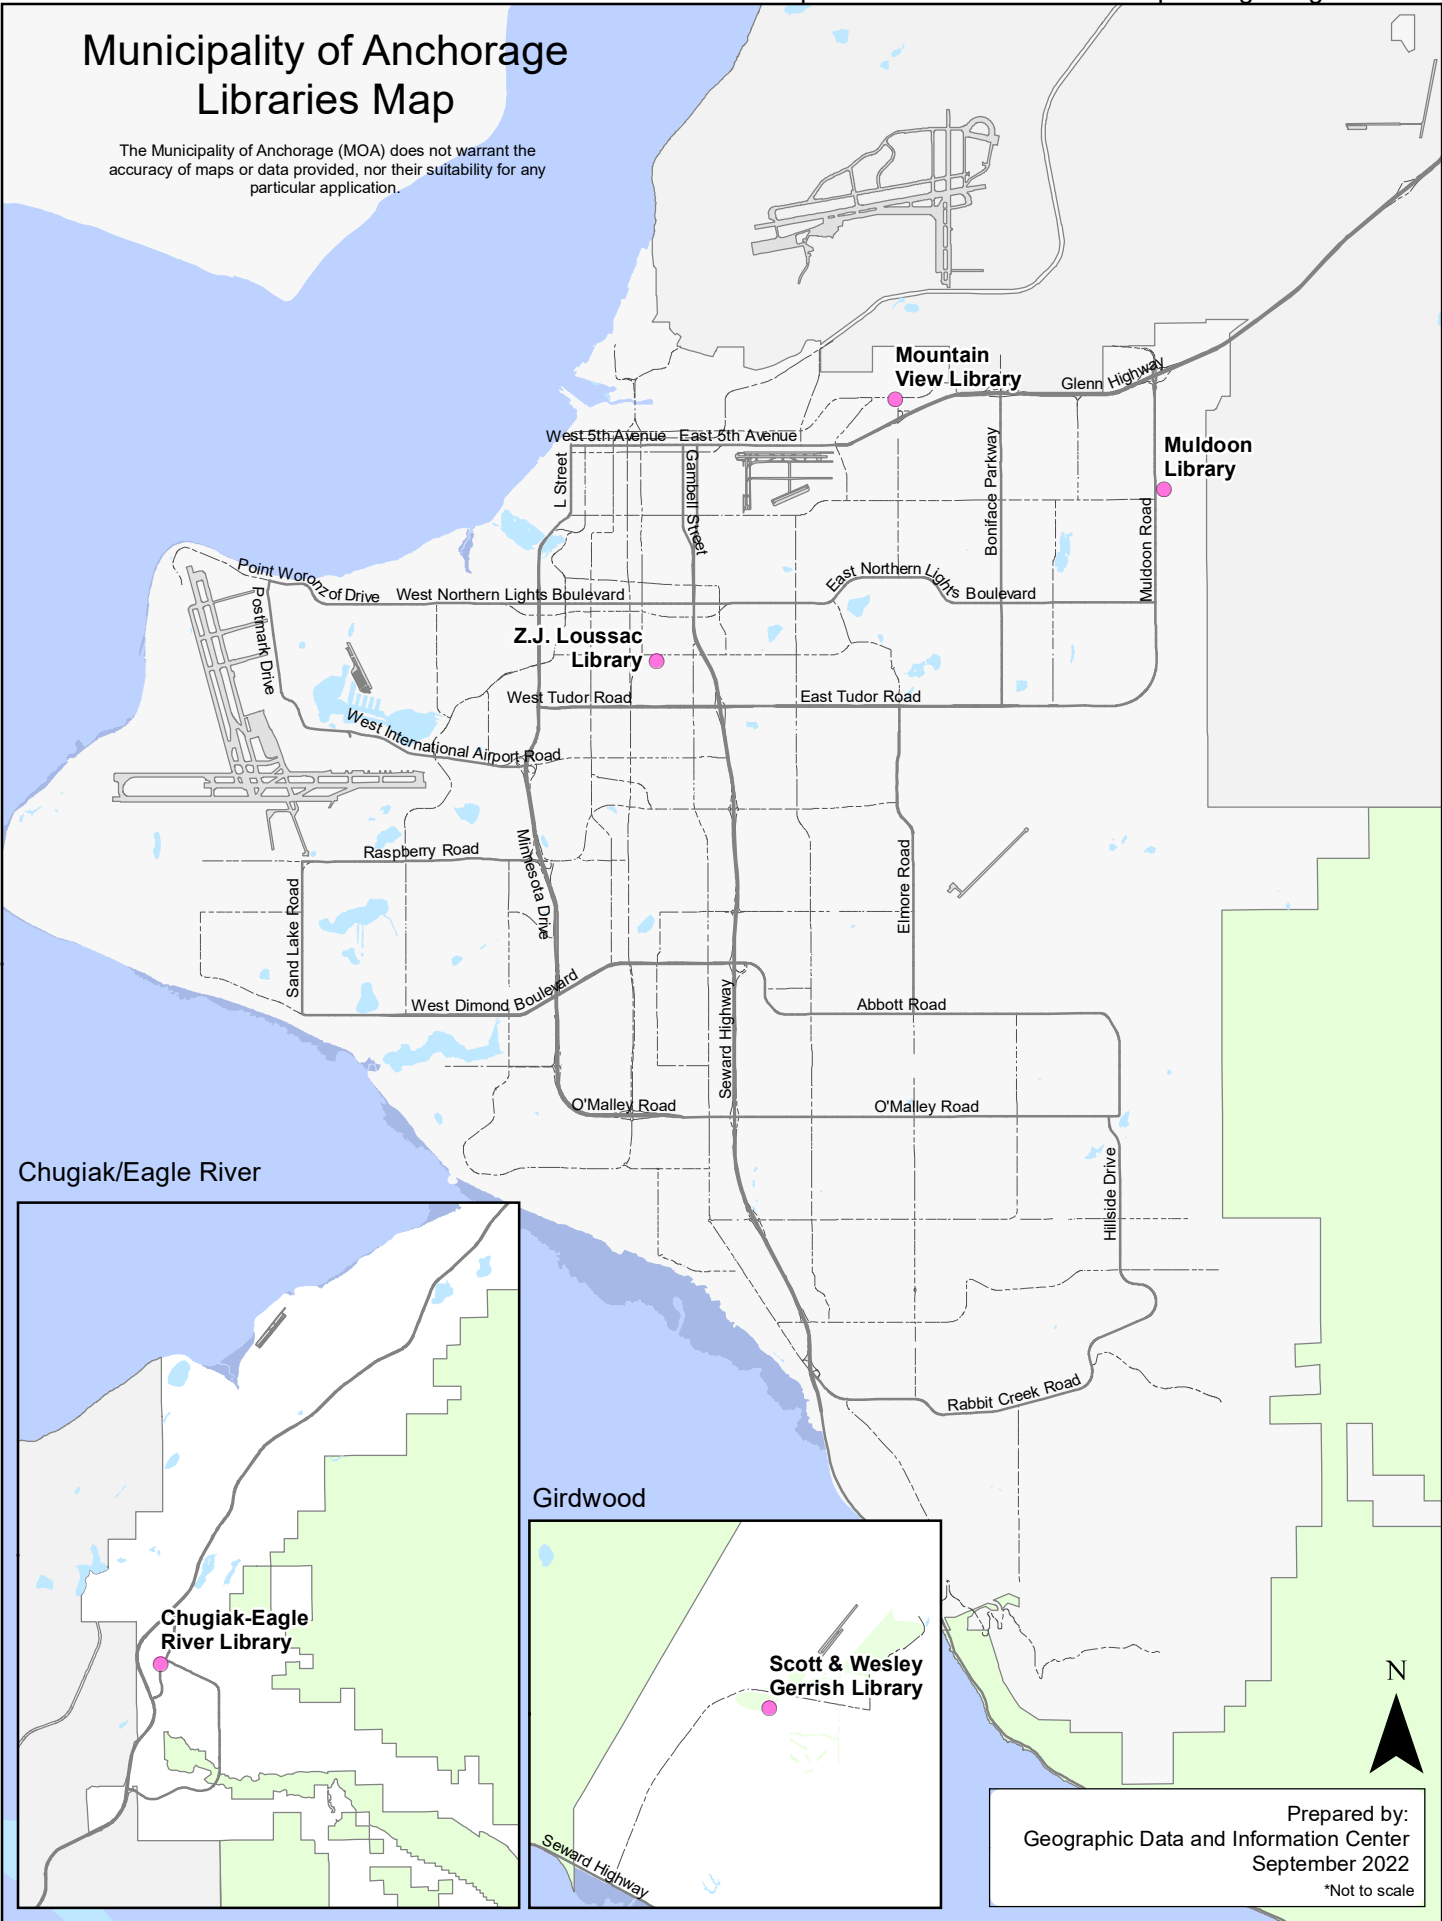 Municipality of Anchorage
Libraries Map
The Municipality of Anchorage (MOA) does not warrant the
accuracy of maps or data provided, nor their suitability for any
particular application.
Mountain
View Library
Glenn Highway
West 5th Avenue
East 5th Avenue
Muldoon
Library
L Street
Gambell Street
Boniface Parkway
Muldoon Road
Point Woronzof Drive
West Northern Lights Boulevard
East Northern Lights Boulevard
Postmark Drive
Z.J. Loussac
Library
West Tudor Road
East Tudor Road
West International Airport Road
Minnesota Drive
Raspberry Road
Elmore Road
Sand Lake Road
West Dimond Boulevard
Seward Highway
Abbott Road
O'Malley Road
O'Malley Road
Hillside Drive
Rabbit Creek Road
Chugiak/Eagle River
Chugiak-Eagle
River Library
Girdwood
Scott & Wesley
Gerrish Library
Seward Highway
N
Prepared by:
Geographic Data and Information Center
September 2022
*Not to scale